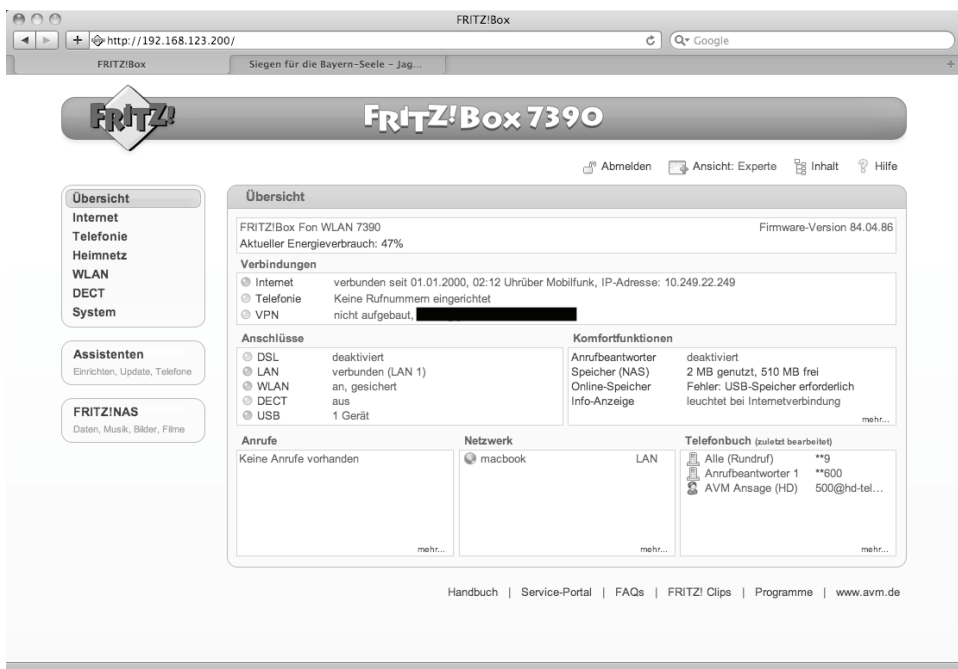 FRITZ!Box
http://192.168.123.200/
Google
FRITZ!Box
Siegen für die Bayern-Seele – Jag...
FRITZ!
FRITZ!Box 7390
Abmelden
Ansicht: Experte
Inhalt
Hilfe
Übersicht
Internet
Telefonie
Heimnetz
WLAN
DECT
System
Assistenten
Einrichten, Update, Telefone
FRITZ!NAS
Daten, Musik, Bilder, Filme
Übersicht
FRITZ!Box Fon WLAN 7390 Firmware-Version 84.04.86
Aktueller Energieverbrauch: 47%
Verbindungen
Internet verbunden seit 01.01.2000, 02:12 Uhrüber Mobilfunk, IP-Adresse: 10.249.22.249
Telefonie Keine Rufnummern eingerichtet
VPN nicht aufgebaut,
Anschlüsse
DSL deaktiviert
LAN verbunden (LAN 1)
WLAN an, gesichert
DECT aus
USB 1 Gerät
Komfortfunktionen
Anrufbeantworter deaktiviert
Speicher (NAS) 2 MB genutzt, 510 MB frei
Online-Speicher Fehler: USB-Speicher erforderlich
Info-Anzeige leuchtet bei Internetverbindung
mehr...
Anrufe
Keine Anrufe vorhanden
mehr...
Netzwerk
macbook LAN
mehr...
Telefonbuch (zuletzt bearbeitet)
Alle (Rundruf) **9
Anrufbeantworter 1 **600
AVM Ansage (HD) 500@hd-tel...
mehr...
Handbuch | Service-Portal | FAQs | FRITZ! Clips | Programme | www.avm.de